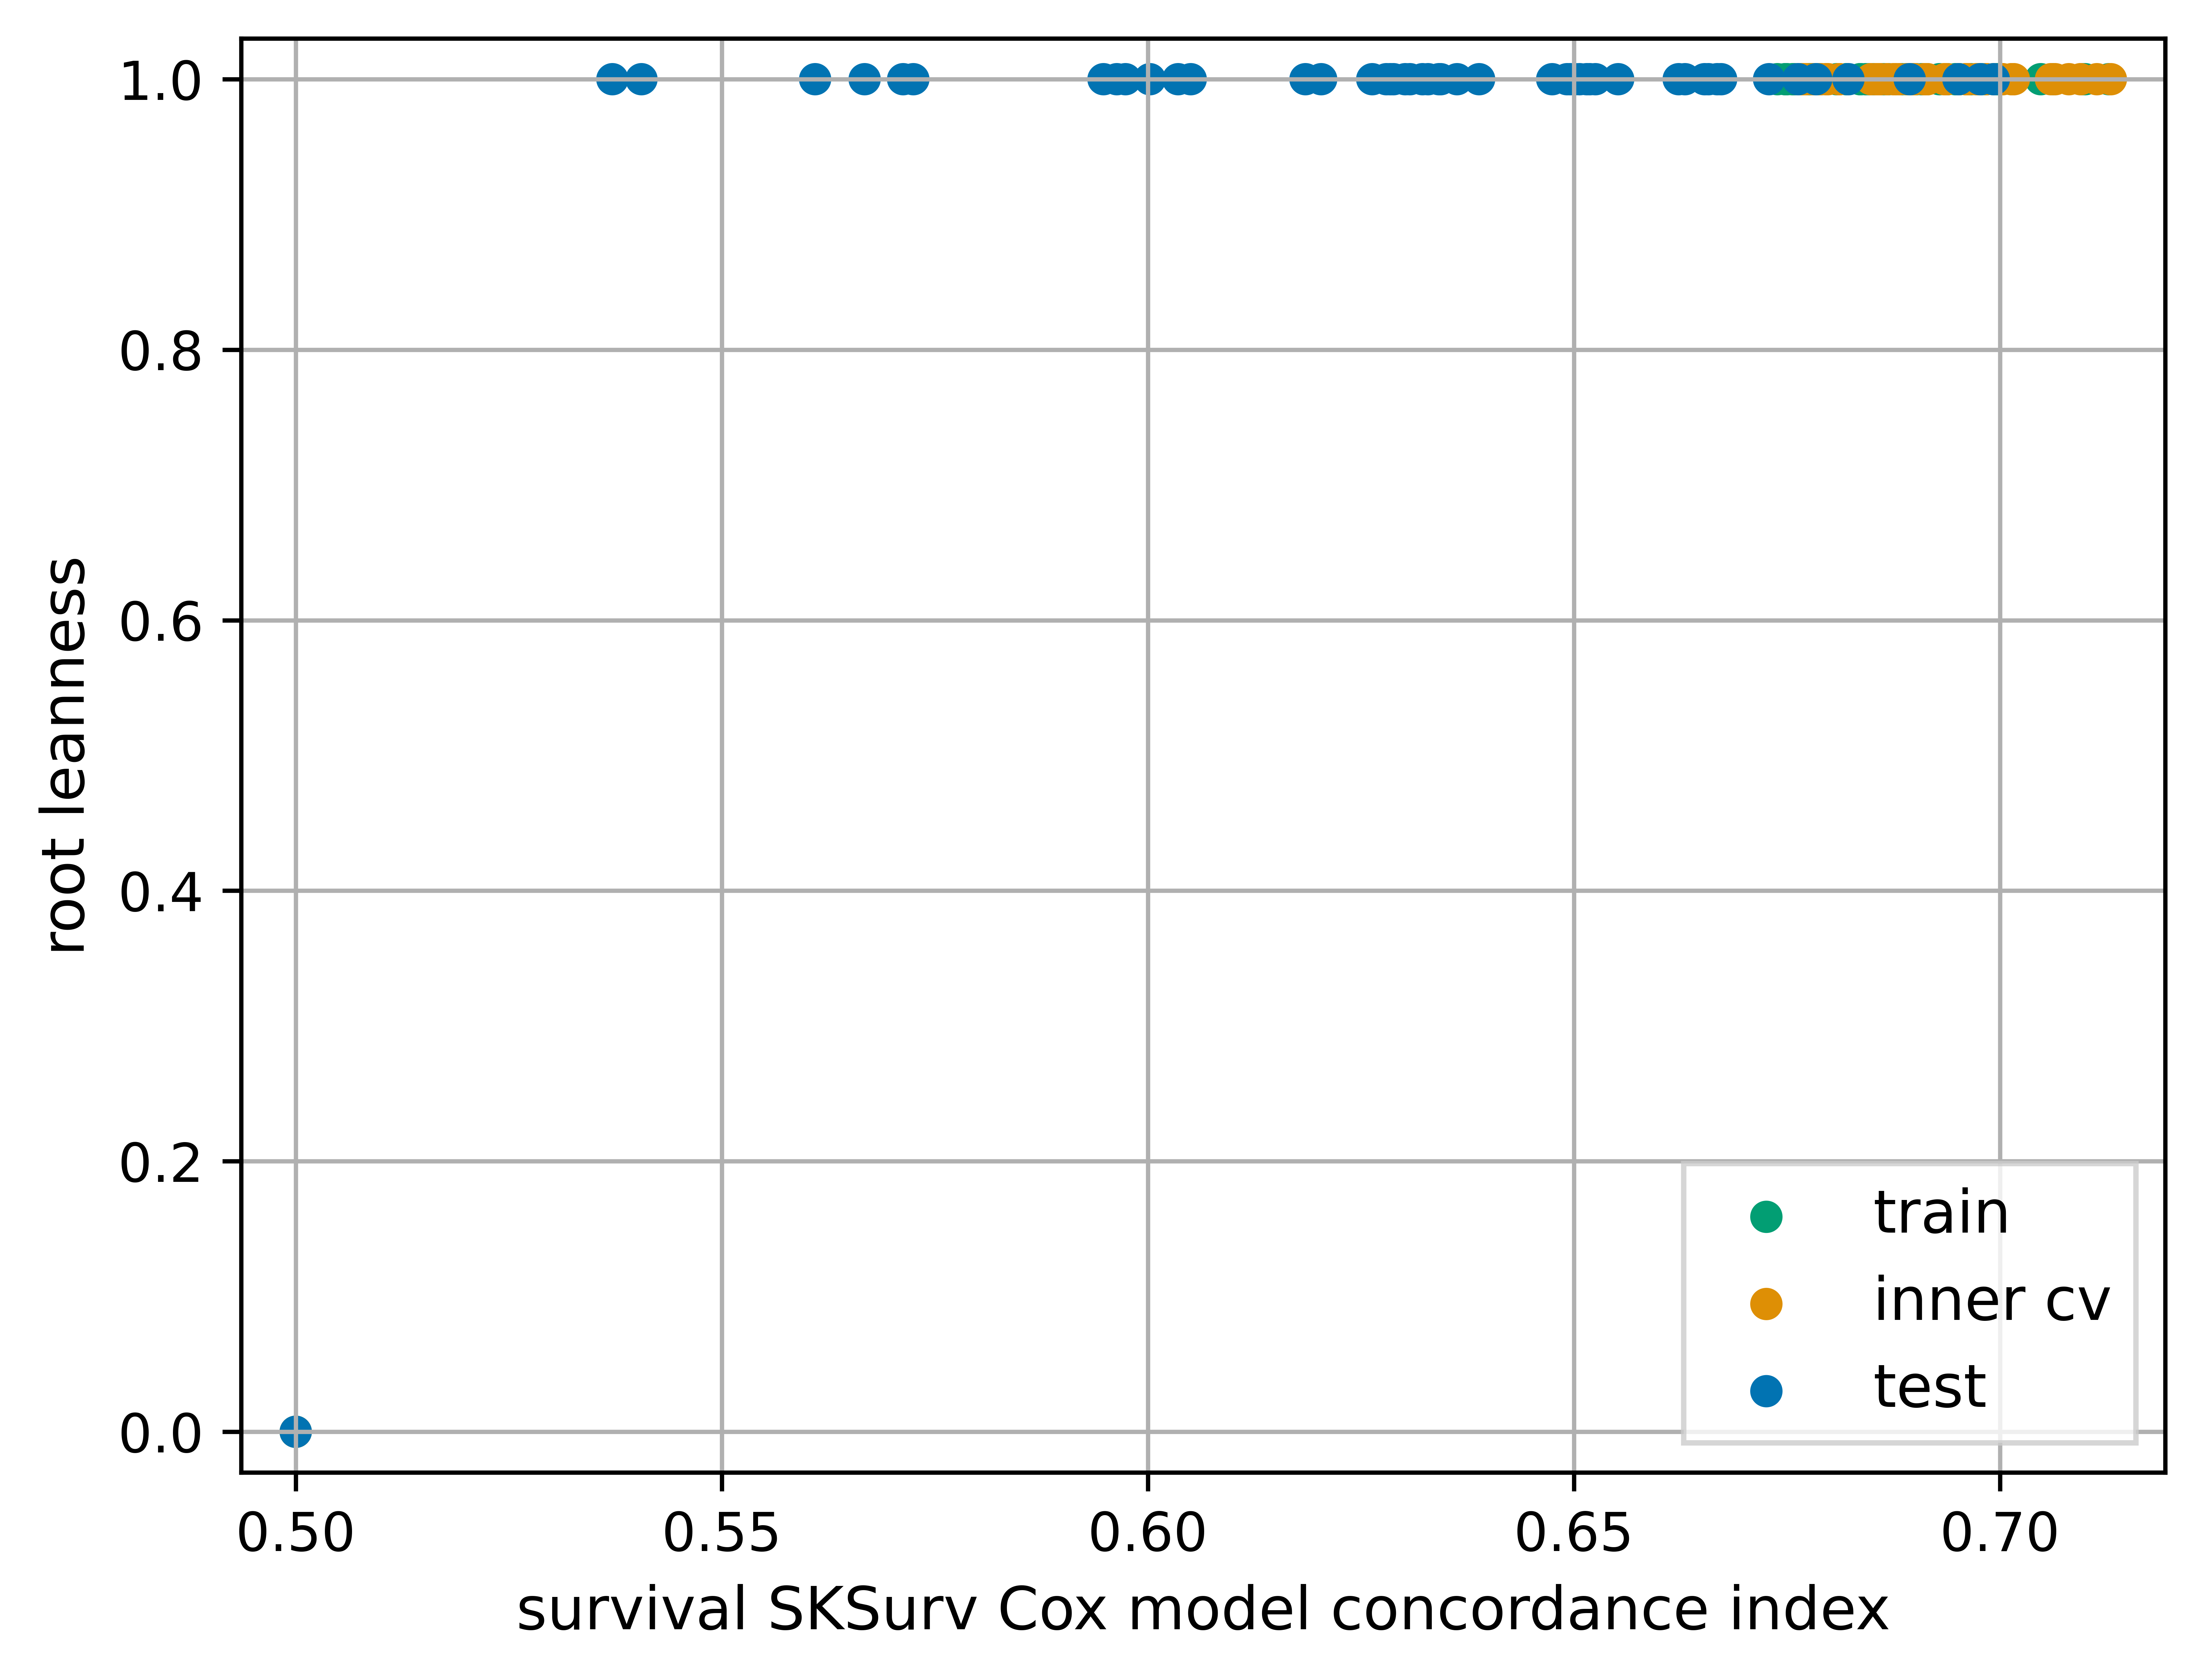 1.0
0.8
0.6
0.4
0.2
0.0
root leanness
train
inner cv
test
0.50 0.55 0.60 0.65 0.70
survival SKSurv Cox model concordance index